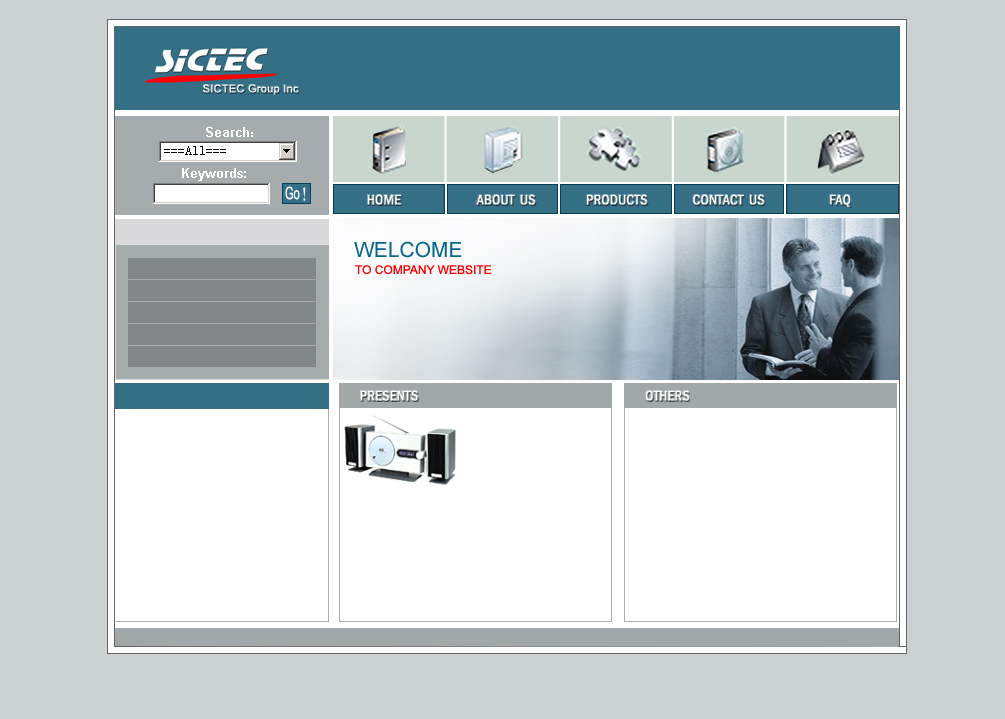 SICTEC
SICTEC Group Inc
Search:
===All===
Keywords:
Go!
HOME
ABOUT US
PRODUCTS
CONTACT US
FAQ
WELCOME
TO COMPANY WEBSITE
PRESENTS
OTHERS